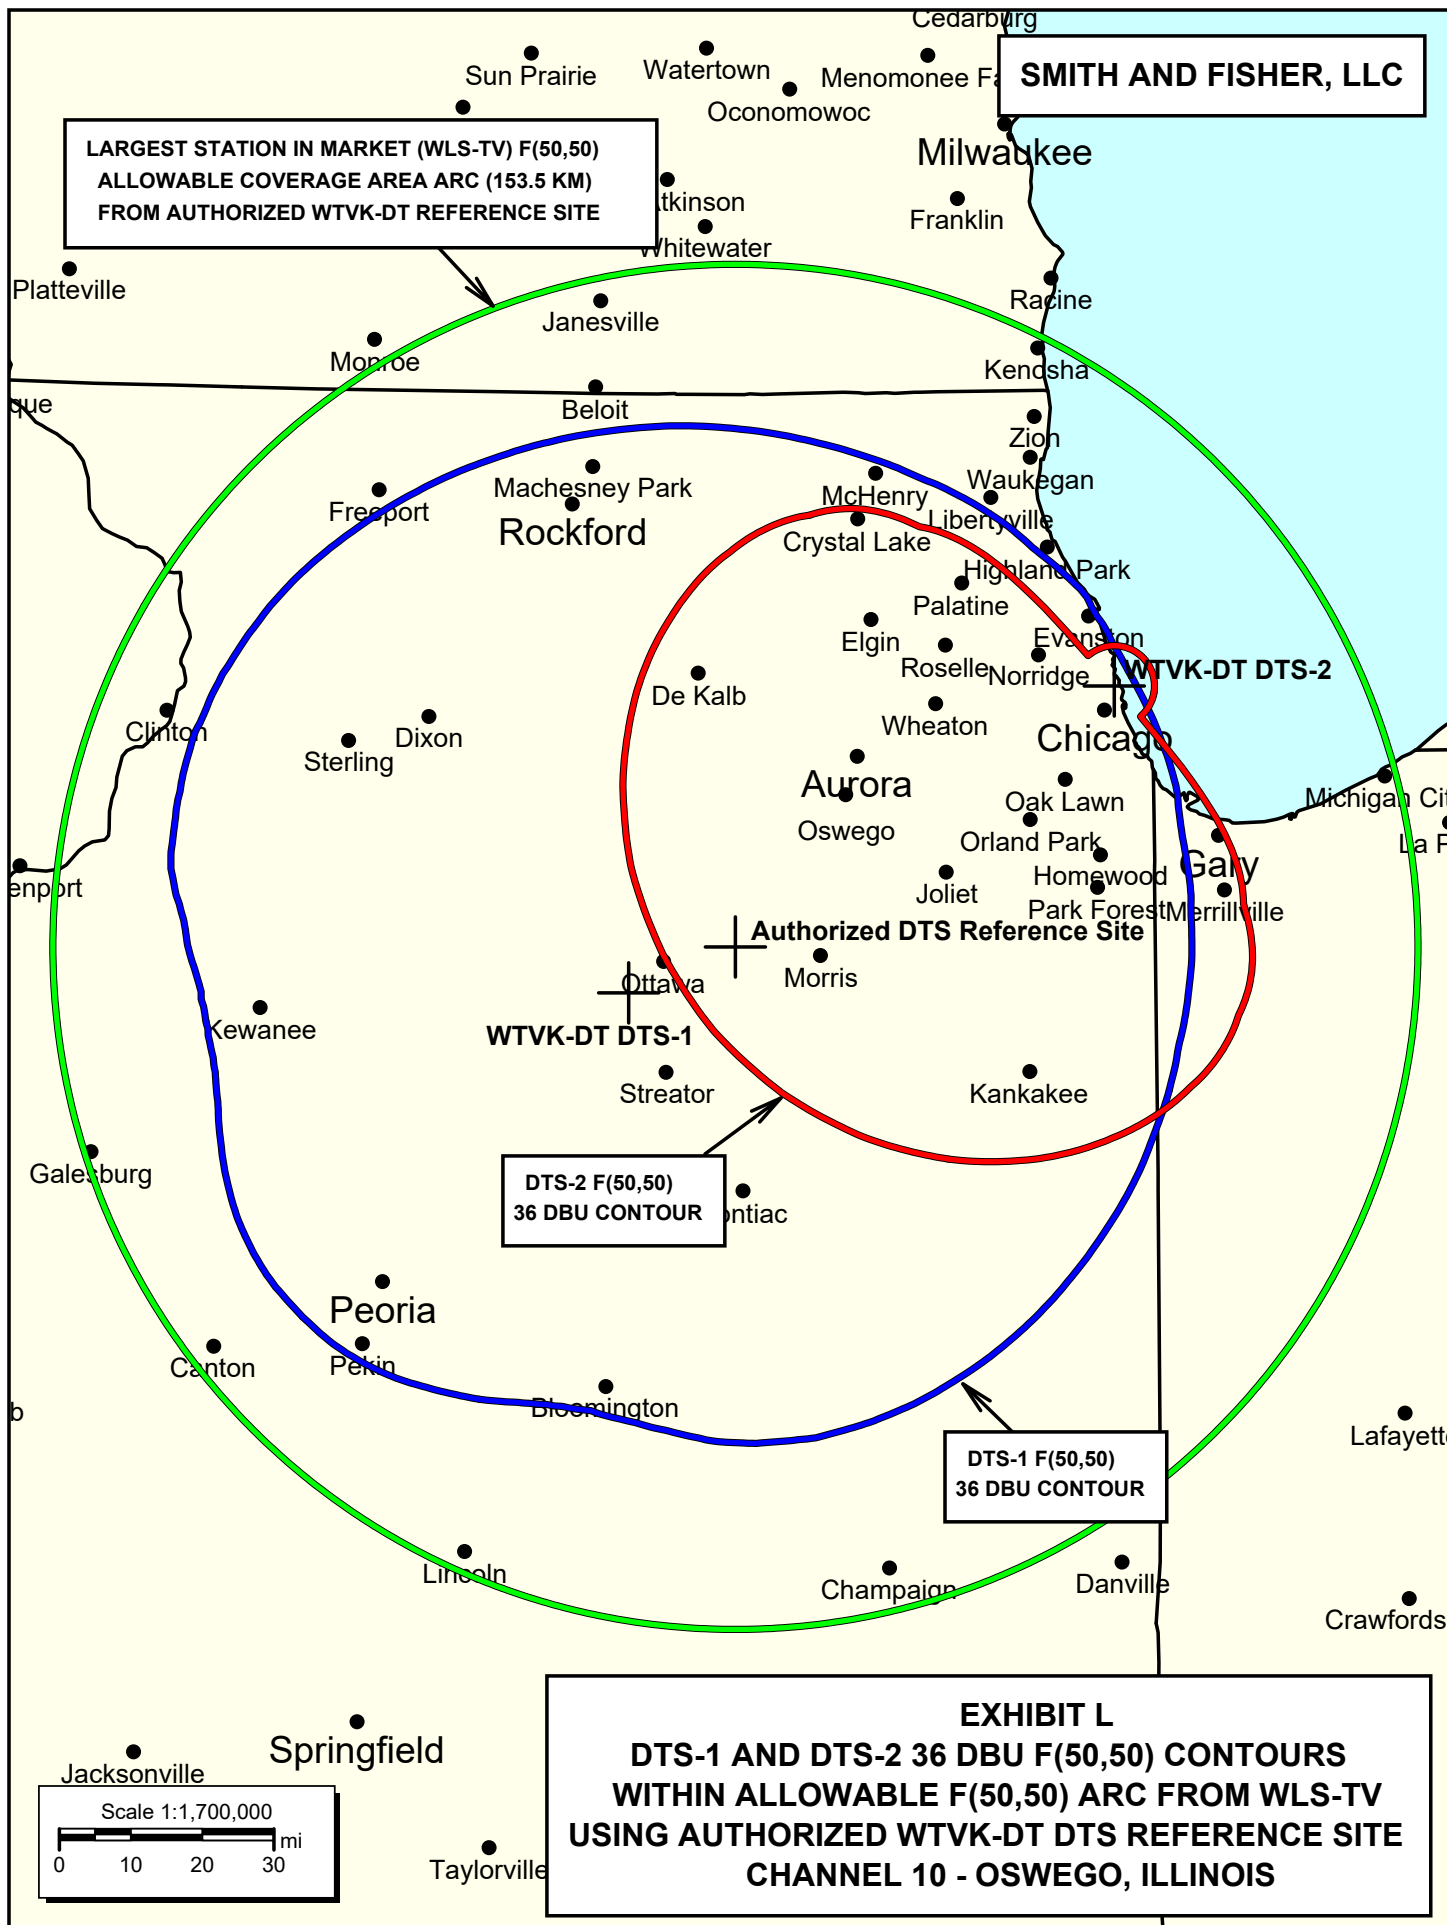 Cedarburg
Sun Prairie
Watertown
Menomonee Fa
SMITH AND FISHER, LLC
Oconomowoc
Milwaukee
LARGEST STATION IN MARKET (WLS-TV) F(50,50)
ALLOWABLE COVERAGE AREA ARC (153.5 KM)
FROM AUTHORIZED WTVK-DT REFERENCE SITE
tkinson
Franklin
Whitewater
Platteville
Racine
Janesville
Monroe
Kenosha
que
Beloit
Zion
Waukegan
Machesney Park
McHenry
Freeport
Libertyville
Rockford
Crystal Lake
Highland Park
Palatine
Elgin
Evanston
Roselle
Norridge
WTVK-DT DTS-2
De Kalb
Wheaton
Clinton
Dixon
Chicago
Sterling
Aurora
Oak Lawn
Michigan Cit
Oswego
Orland Park
La P
Gary
Homewood
enport
Joliet
Park Forest
Merrillville
Authorized DTS Reference Site
Ottawa
Morris
Kewanee
WTVK-DT DTS-1
Streator
Kankakee
Galesburg
DTS-2 F(50,50)
36 DBU CONTOUR
ontiac
Peoria
Canton
Pekin
Bloomington
b
Lafayett
DTS-1 F(50,50)
36 DBU CONTOUR
Lincoln
Champaign
Danville
Crawfords
EXHIBIT L
DTS-1 AND DTS-2 36 DBU F(50,50) CONTOURS
WITHIN ALLOWABLE F(50,50) ARC FROM WLS-TV
USING AUTHORIZED WTVK-DT DTS REFERENCE SITE
CHANNEL 10 - OSWEGO, ILLINOIS
Springfield
Jacksonville
Scale 1:1,700,000
mi
0 10 20 30
Taylorville